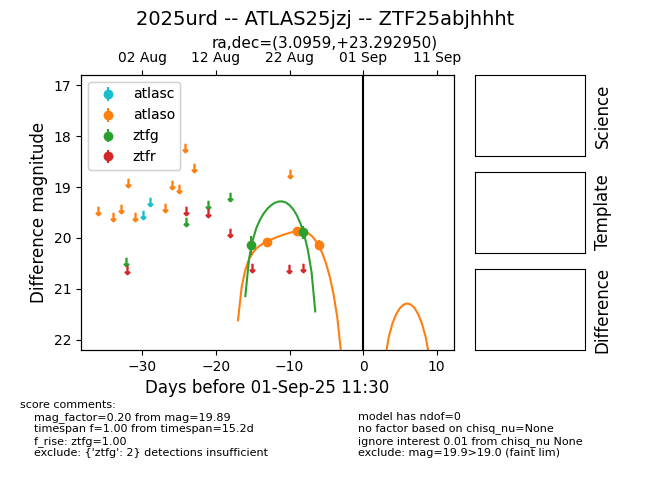 2025urd -- ATLAS25jzj -- ZTF25abjhhht
ra,dec=(3.0959,+23.292950)
02 Aug 12 Aug 22 Aug 01 Sep 11 Sep
atlasc
atlaso
ztfg
ztfr
17
18
19
20
21
22
Difference magnitude
−30 −20 −10 0 10
Days before 01-Sep-25 11:30
Science
Template
Difference
score comments:
mag_factor=0.20 from mag=19.89
timespan f=1.00 from timespan=15.2d
f_rise: ztfg=1.00
exclude: {'ztfg': 2} detections insufficient
model has ndof=0
no factor based on chisq_nu=None
ignore interest 0.01 from chisq_nu None
exclude: mag=19.9>19.0 (faint lim)